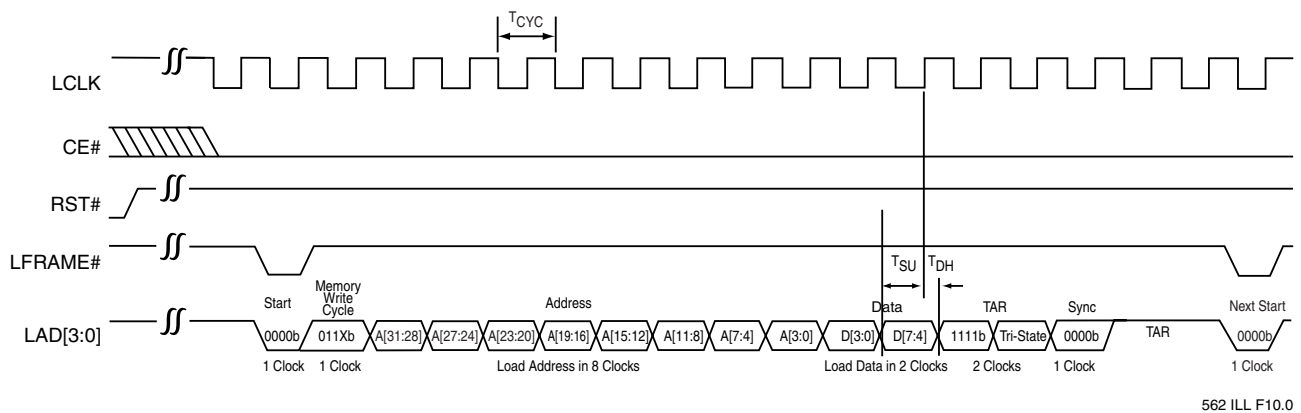 TCYC
LCLK
CE#
RST#
LFRAME#
TSU TDH
Start Memory Write Cycle Address Data TAR Sync Next Start
LAD[3:0] 0000b 011Xb A[31:28] A[27:24] A[23:20] A[19:16] A[15:12] A[11:8] A[7:4] A[3:0] D[3:0] D[7:4] 1111b Tri-State 0000b TAR 0000b
1 Clock 1 Clock Load Address in 8 Clocks Load Data in 2 Clocks 2 Clocks 1 Clock 1 Clock
562 ILL F10.0